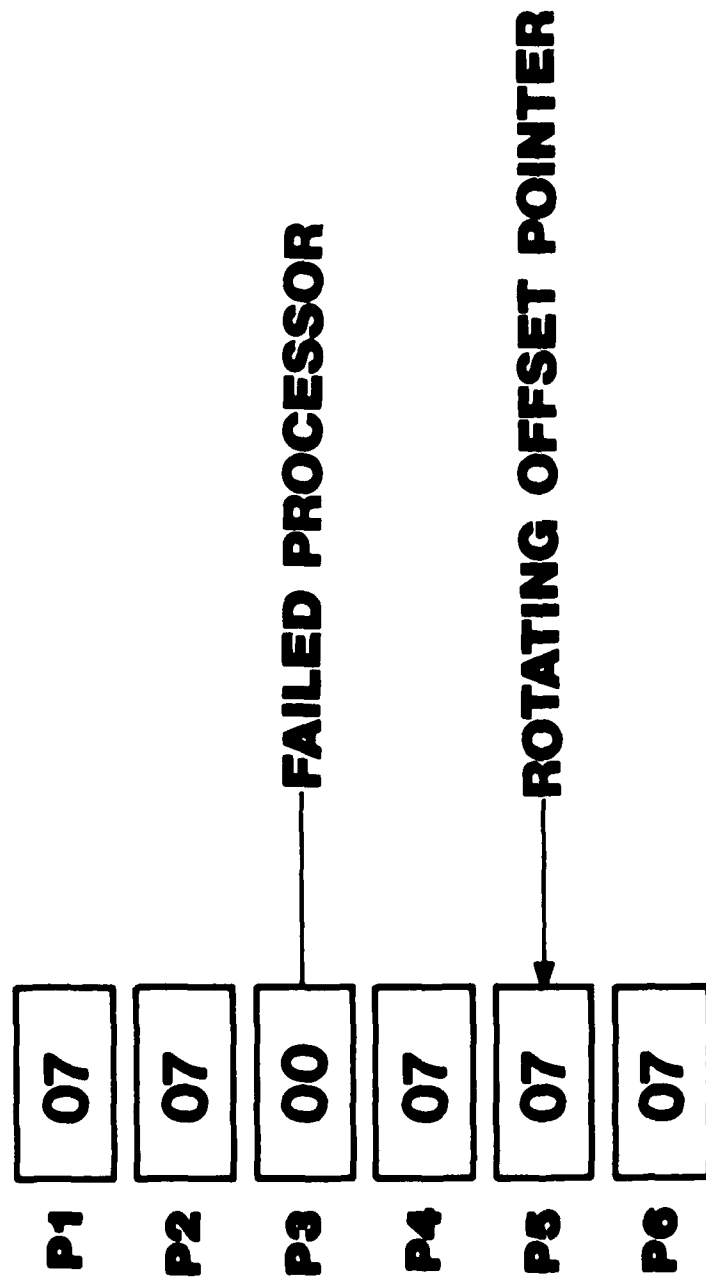 P1 07
P2 07
P3 00 FAILED PROCESSOR
P4 07
P5 07 ROTATING OFFSET POINTER
P6 07